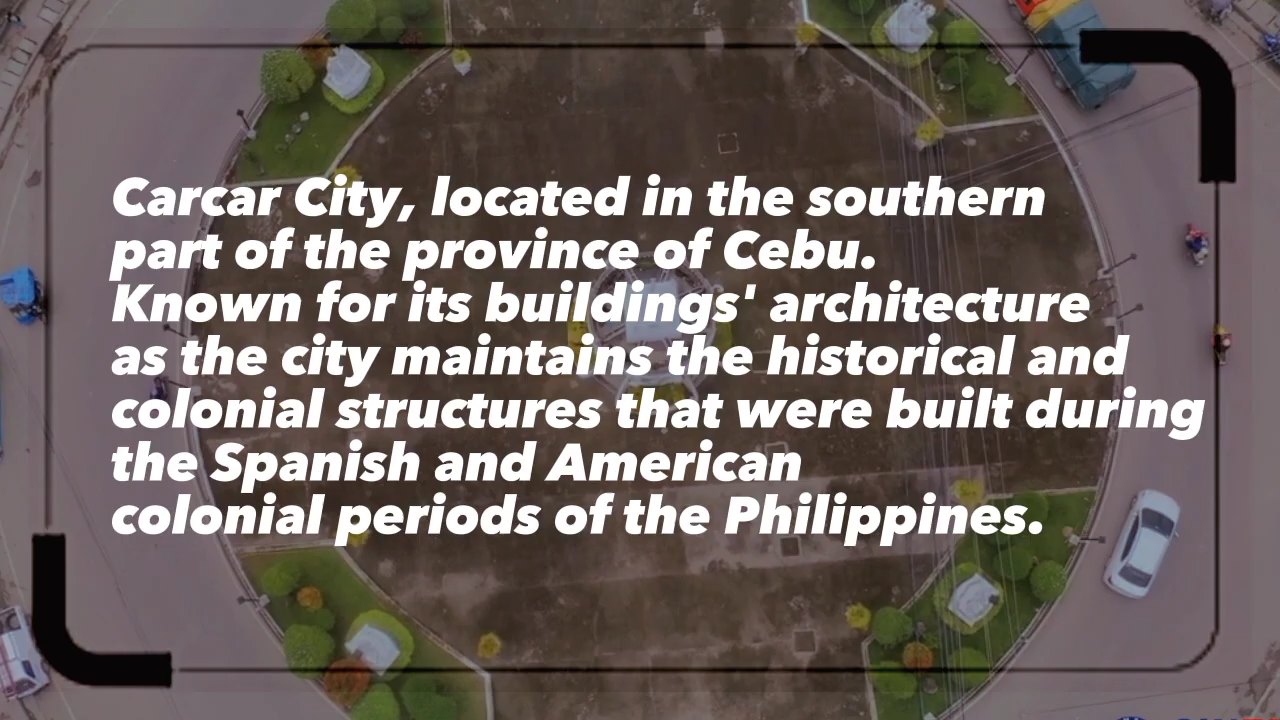 Carcar City, located in the southern
part of the province of Cebu.
Known for its buildings' architecture
as the city maintains the historical and
colonial structures that were built during
the Spanish and American
colonial periods of the Philippines.